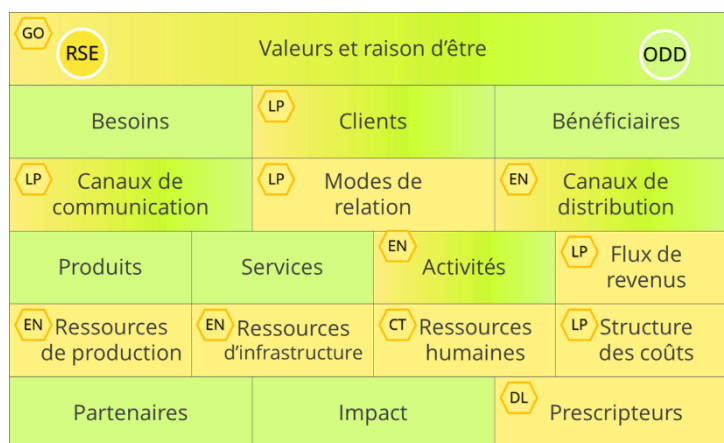 GO
RSE
Valeurs et raison d’être
ODD
Besoins
LP
Clients
Bénéficiaires
LP
Canaux de
communication
LP
Modes de
relation
EN
Canaux de
distribution
Produits
Services
EN
Activités
LP
Flux de
revenus
EN
Ressources
de production
EN
Ressources
d’infrastructure
CT
Ressources
humaines
LP
Structure
des coûts
Partenaires
Impact
DL
Prescripteurs